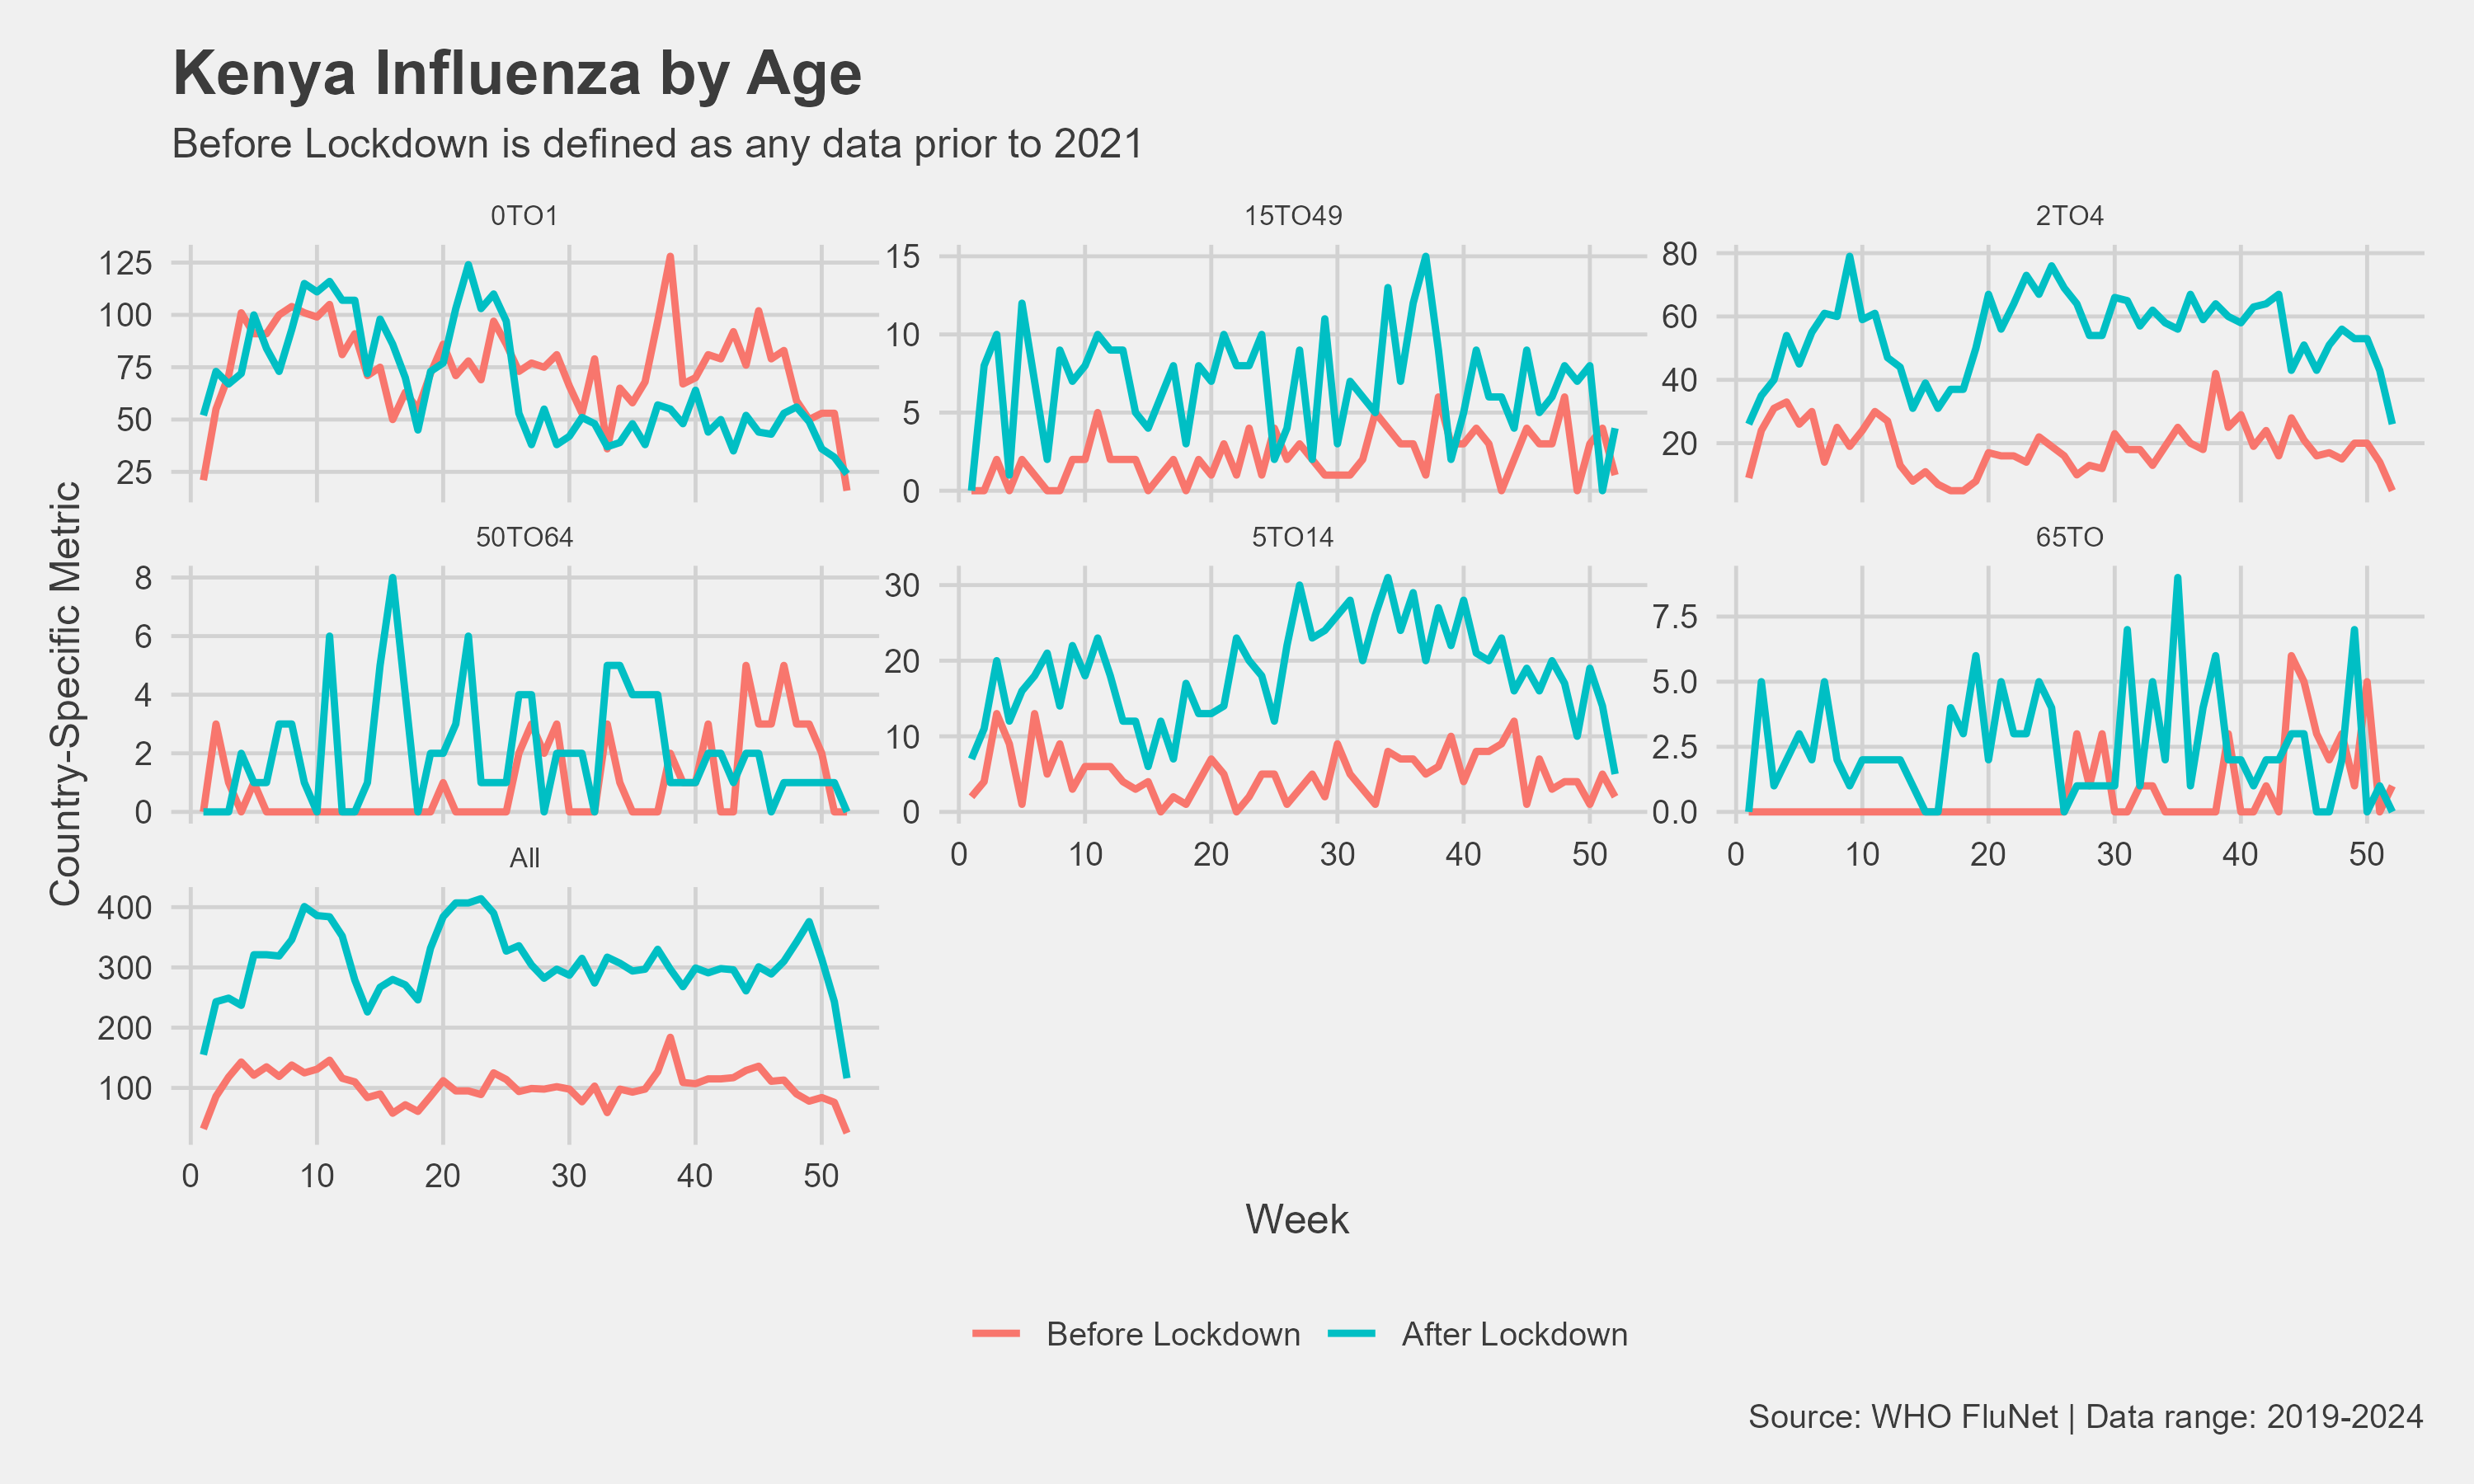 Kenya Influenza by Age
Before Lockdown is defined as any data prior to 2021
0TO1
15TO49
2TO4
125
100
75
50
25
15
10
5
0
80
60
40
20
50TO64
5TO14
65TO
8
6
4
2
0
30
20
10
0
7.5
5.0
2.5
0.0
0 10 20 30 40 50
0 10 20 30 40 50
All
400
300
200
100
0 10 20 30 40 50
Country-Specific Metric
Week
Before Lockdown
After Lockdown
Source: WHO FluNet | Data range: 2019-2024